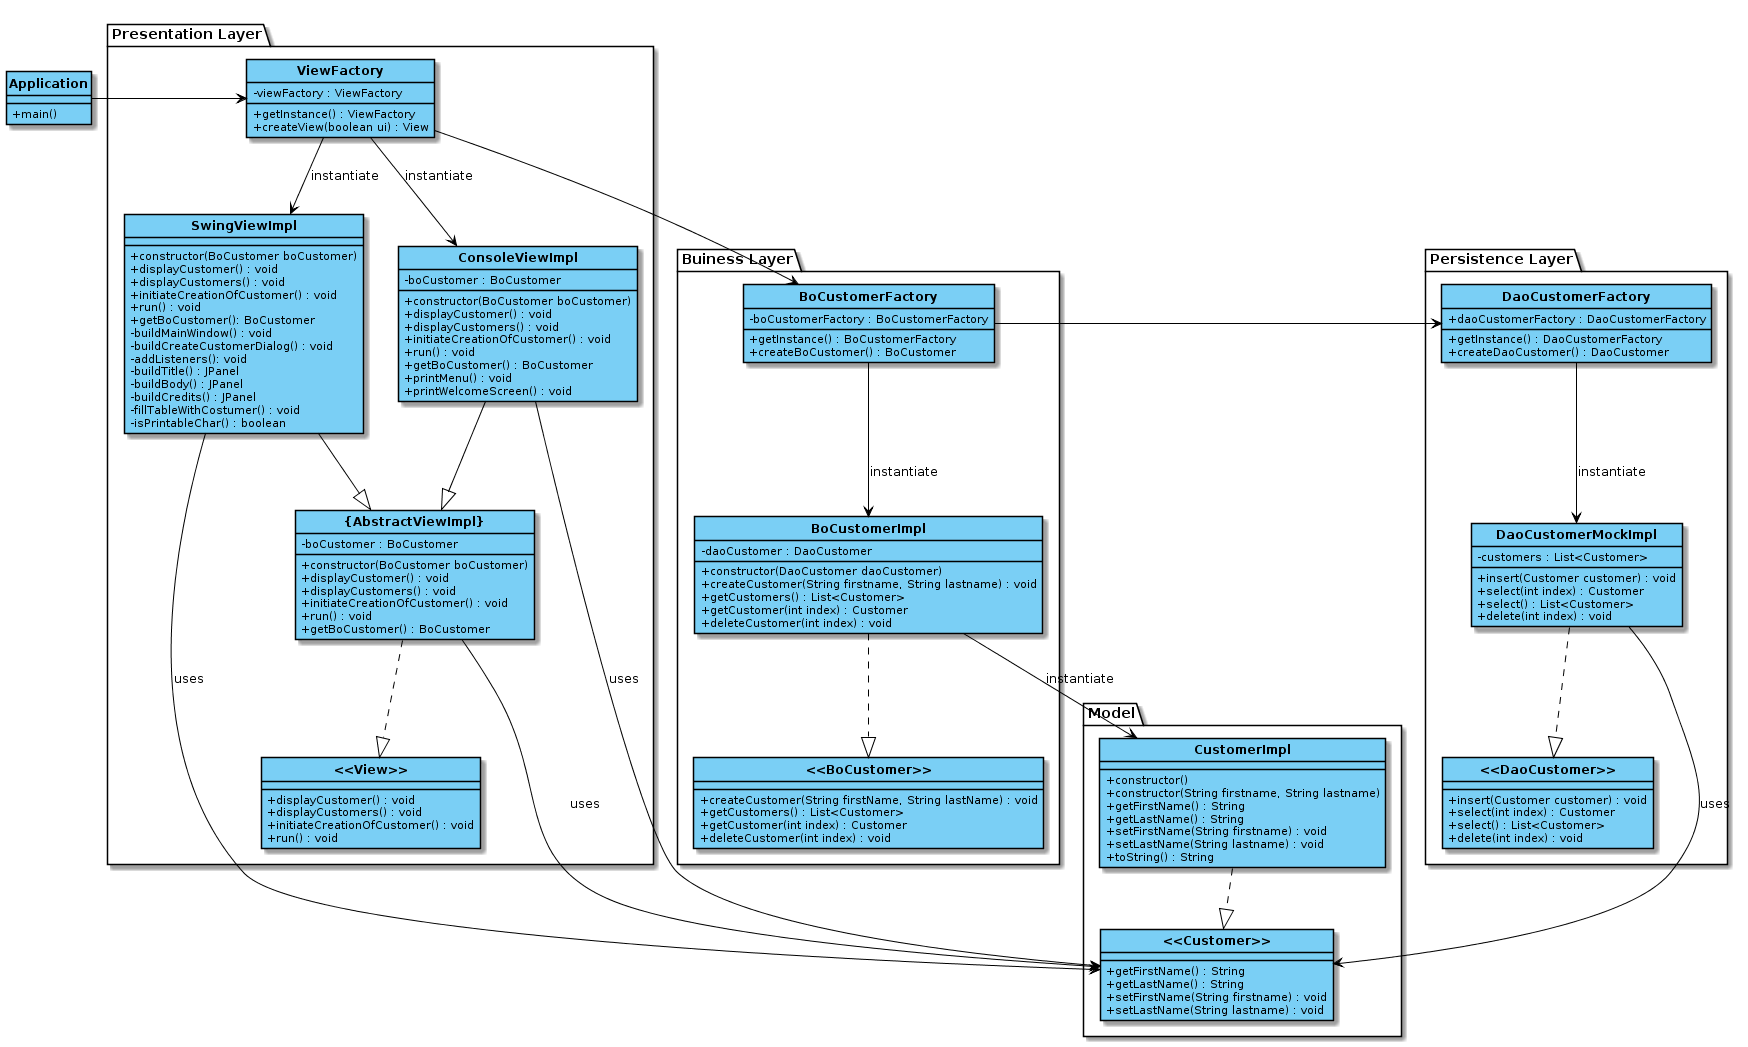 Presentation Layer
Application
+main()
ViewFactory
-viewFactory : ViewFactory
+getInstance() : ViewFactory
+createView(boolean ui) : View
instantiate
instantiate
SwingViewImpl
+constructor(BoCustomer boCustomer)
+displayCustomer() : void
+displayCustomers() : void
+initiateCreationOfCustomer() : void
+run() : void
+getBoCustomer(): BoCustomer
-buildMainWindow() : void
-buildCreateCustomerDialog() : void
-addListeners(): void
-buildTitle() : JPanel
-buildBody() : JPanel
-buildCredits() : JPanel
-fillTableWithCostumer() : void
-isPrintableChar() : boolean
ConsoleViewImpl
-boCustomer : BoCustomer
+constructor(BoCustomer boCustomer)
+displayCustomer() : void
+displayCustomers() : void
+initiateCreationOfCustomer() : void
+run() : void
+getBoCustomer() : BoCustomer
+printMenu() : void
+printWelcomeScreen() : void
{AbstractViewImpl}
-boCustomer : BoCustomer
+constructor(BoCustomer boCustomer)
+displayCustomer() : void
+displayCustomers() : void
+initiateCreationOfCustomer() : void
+run() : void
+getBoCustomer() : BoCustomer
uses
uses
uses
<<View>>
+displayCustomer() : void
+displayCustomers() : void
+initiateCreationOfCustomer() : void
+run() : void
Buiness Layer
BoCustomerFactory
-boCustomerFactory : BoCustomerFactory
+getInstance() : BoCustomerFactory
+createBoCustomer() : BoCustomer
instantiate
BoCustomerImpl
-daoCustomer : DaoCustomer
+constructor(DaoCustomer daoCustomer)
+createCustomer(String firstname, String lastname) : void
+getCustomers() : List<Customer>
+getCustomer(int index) : Customer
+deleteCustomer(int index) : void
instantiate
<<BoCustomer>>
+createCustomer(String firstName, String lastName) : void
+getCustomers() : List<Customer>
+getCustomer(int index) : Customer
+deleteCustomer(int index) : void
Model
CustomerImpl
+constructor()
+constructor(String firstname, String lastname)
+getFirstName() : String
+getLastName() : String
+setFirstName(String firstname) : void
+setLastName(String lastname) : void
+toString() : String
<<Customer>>
+getFirstName() : String
+getLastName() : String
+setFirstName(String firstname) : void
+setLastName(String lastname) : void
Persistence Layer
DaoCustomerFactory
+daoCustomerFactory : DaoCustomerFactory
+getInstance() : DaoCustomerFactory
+createDaoCustomer() : DaoCustomer
instantiate
DaoCustomerMockImpl
-customers : List<Customer>
+insert(Customer customer) : void
+select(int index) : Customer
+select() : List<Customer>
+delete(int index) : void
<<DaoCustomer>>
+insert(Customer customer) : void
+select(int index) : Customer
+select() : List<Customer>
+delete(int index) : void
uses